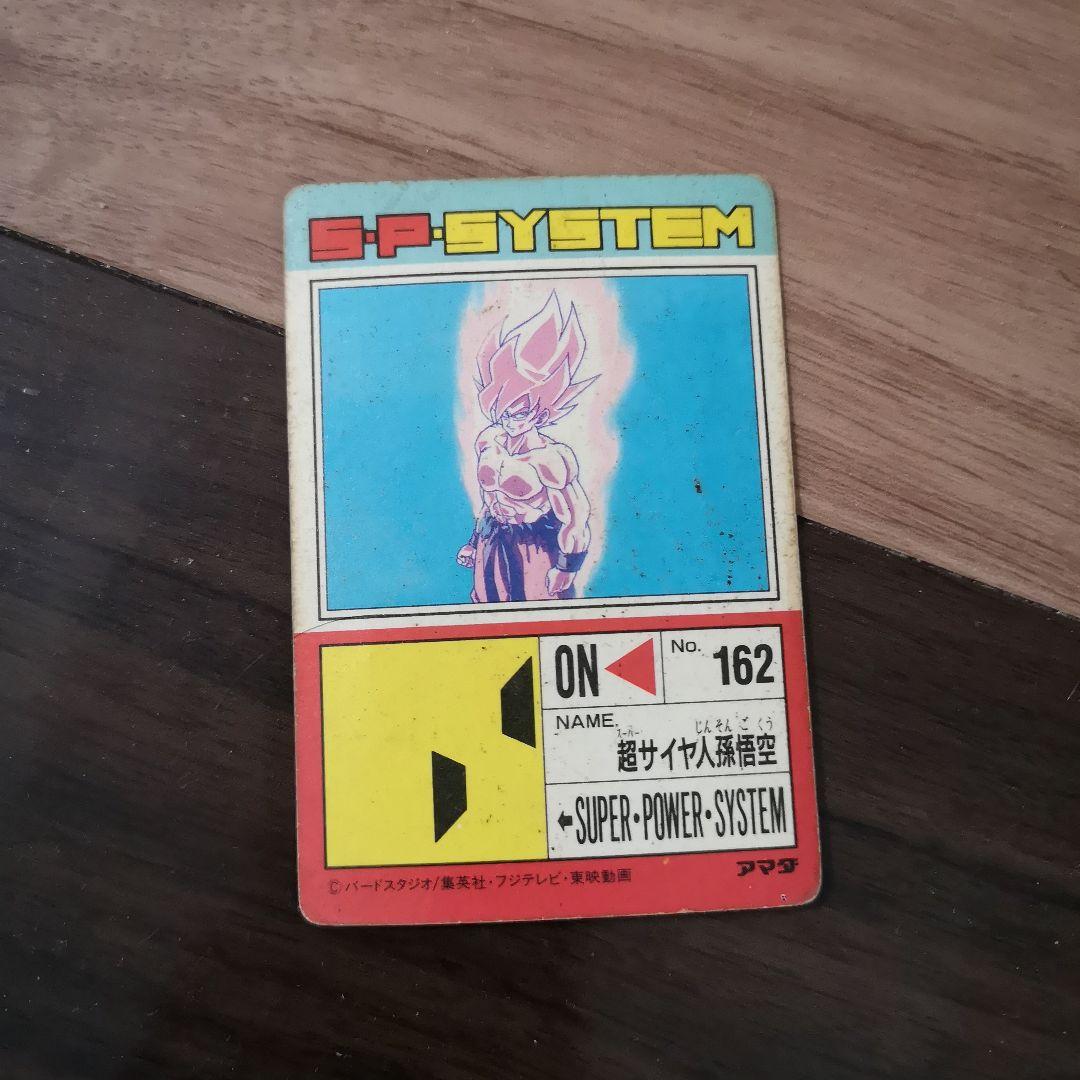 S・P・SYSTEM
ON
No. 162
NAME.
スーパー じんそんごくう
超サイヤ人孫悟空
←SUPER・POWER・SYSTEM
アマダ
©バードスタジオ/集英社・フジテレビ・東映動画